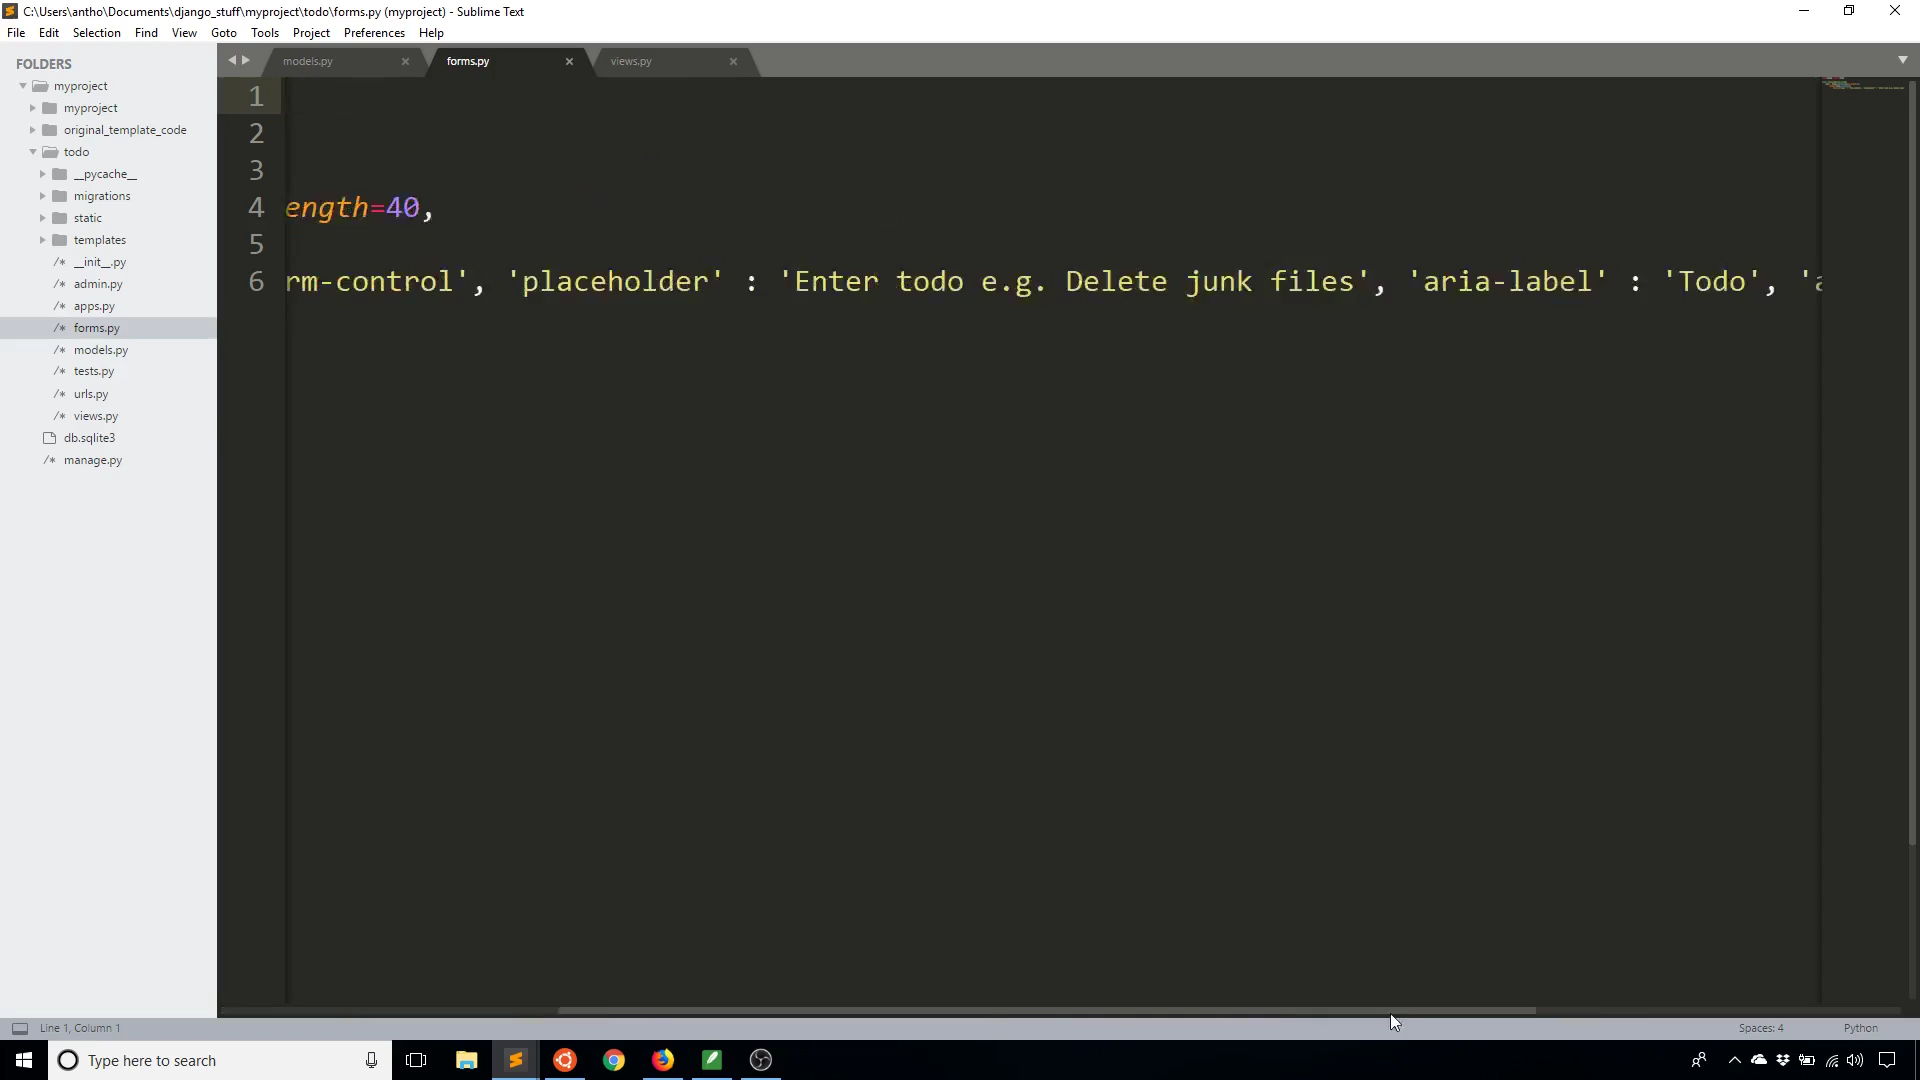 C:\Users\antho\Documents\django_stuff\myproject\todo\forms.py (myproject) - Sublime Text
File Edit Selection Find View Goto Tools Project Preferences Help
FOLDERS
myproject
myproject
original_template_code
todo
__pycache__
migrations
static
templates
/* __init__.py
/* admin.py
/* apps.py
/* forms.py
/* models.py
/* tests.py
/* urls.py
/* views.py
db.sqlite3
/* manage.py
models.py forms.py views.py
1
2
3
4 ength=40,
5
6 rm-control', 'placeholder' : 'Enter todo e.g. Delete junk files', 'aria-label' : 'Todo', '
Line 1, Column 1 Spaces: 4 Python
Type here to search